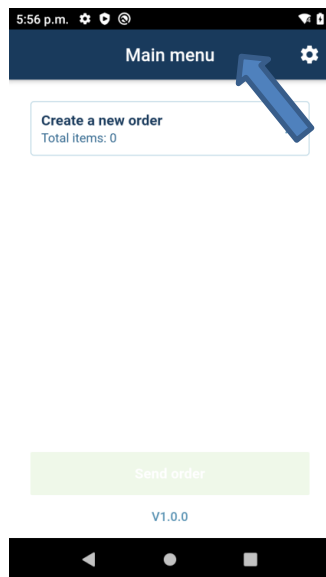 5:56 p.m.
Main menu
Create a new order
Total items: 0
Send order
V1.0.0